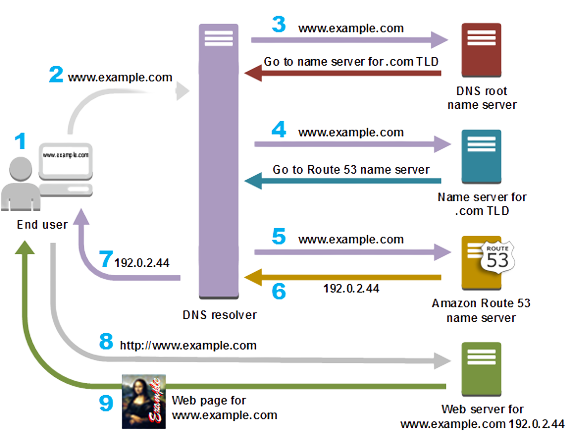 3 www.example.com
Go to name server for .com TLD
DNS root
name server
2 www.example.com
1
www.example.com
End user
4 www.example.com
Go to Route 53 name server
Name server for
.com TLD
5 www.example.com
ROUTE
53
6 192.0.2.44
Amazon Route 53
name server
7 192.0.2.44
DNS resolver
8 http://www.example.com
9
Example
Web page for
www.example.com
Web server for
www.example.com 192.0.2.44